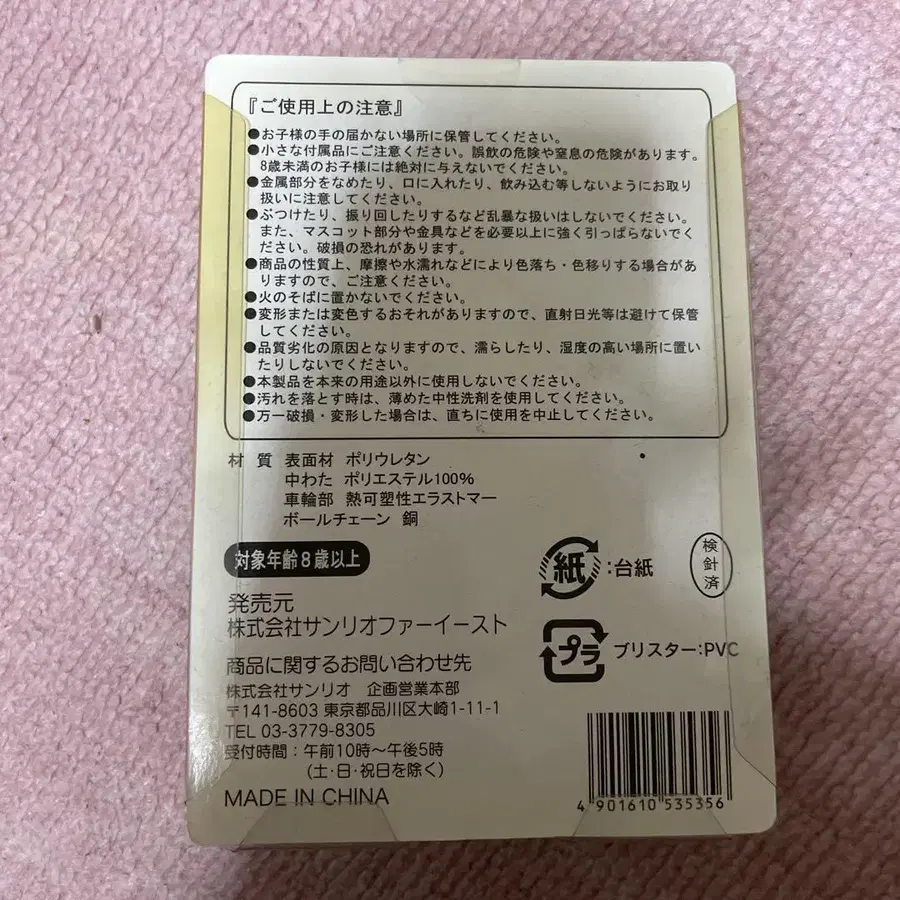 『ご使用上の注意』
●お子様の手の届かない場所に保管してください。
●小さな付属品にご注意ください。誤飲の危険や窒息の危険があります。
8歳未満のお子様には絶対に与えないでください。
●金属部分をなめたり、口に入れたり、飲み込む等しないようにお取り
扱いに注意してください。
●ぶつけたり、振り回したりするなど乱暴な扱いはしないでください。
また、マスコット部分や金具などを必要以上に強く引っぱらないでく
ださい。破損の恐れがあります。
●商品の性質上、摩擦や水濡れなどにより色落ち・色移りする場合があ
りますので、ご注意ください。
●火のそばに置かないでください。
●変形または変色するおそれがありますので、直射日光等は避けて保管
してください。
●品質劣化の原因となりますので、濡らしたり、湿度の高い場所に置い
たりしないでください。
●本製品を本来の用途以外に使用しないでください。
●汚れを落とす時は、薄めた中性洗剤を使用してください。
●万一破損・変形した場合は、直ちに使用を中止してください。
材 質 表面材 ポリウレタン
中わた ポリエステル100%
車輪部 熱可塑性エラストマー
ボールチェーン 銅
対象年齢8歳以上
紙:台紙
検針済
発売元
株式会社サンリオファーイースト
プラ ブリスター:PVC
商品に関するお問い合わせ先
株式会社サンリオ 企画営業本部
〒141-8603 東京都品川区大崎1-11-1
TEL 03-3779-8305
受付時間：午前10時～午後5時
(土・日・祝日を除く)
MADE IN CHINA
4 901610 535356